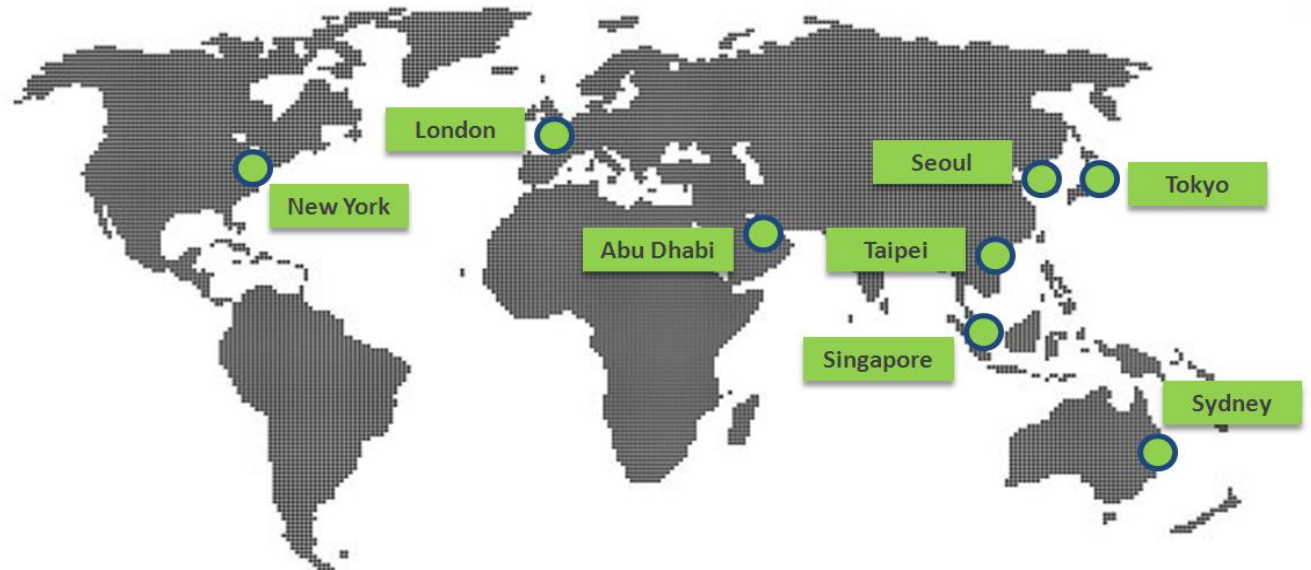 London
New York
Seoul
Tokyo
Abu Dhabi
Taipei
Singapore
Sydney